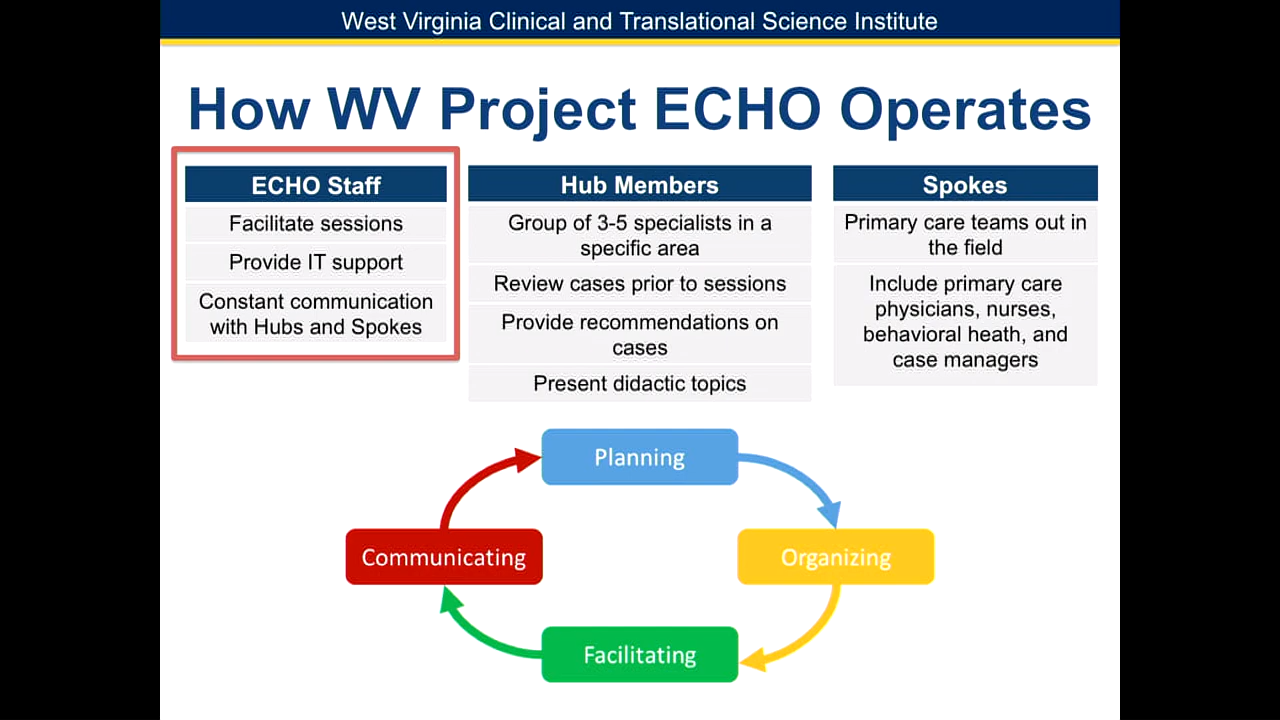 West Virginia Clinical and Translational Science Institute
How WV Project ECHO Operates
ECHO Staff
Facilitate sessions
Provide IT support
Constant communication
with Hubs and Spokes
Hub Members
Group of 3-5 specialists in a
specific area
Review cases prior to sessions
Provide recommendations on
cases
Present didactic topics
Spokes
Primary care teams out in
the field
Include primary care
physicians, nurses,
behavioral heath, and
case managers
Planning
Organizing
Facilitating
Communicating